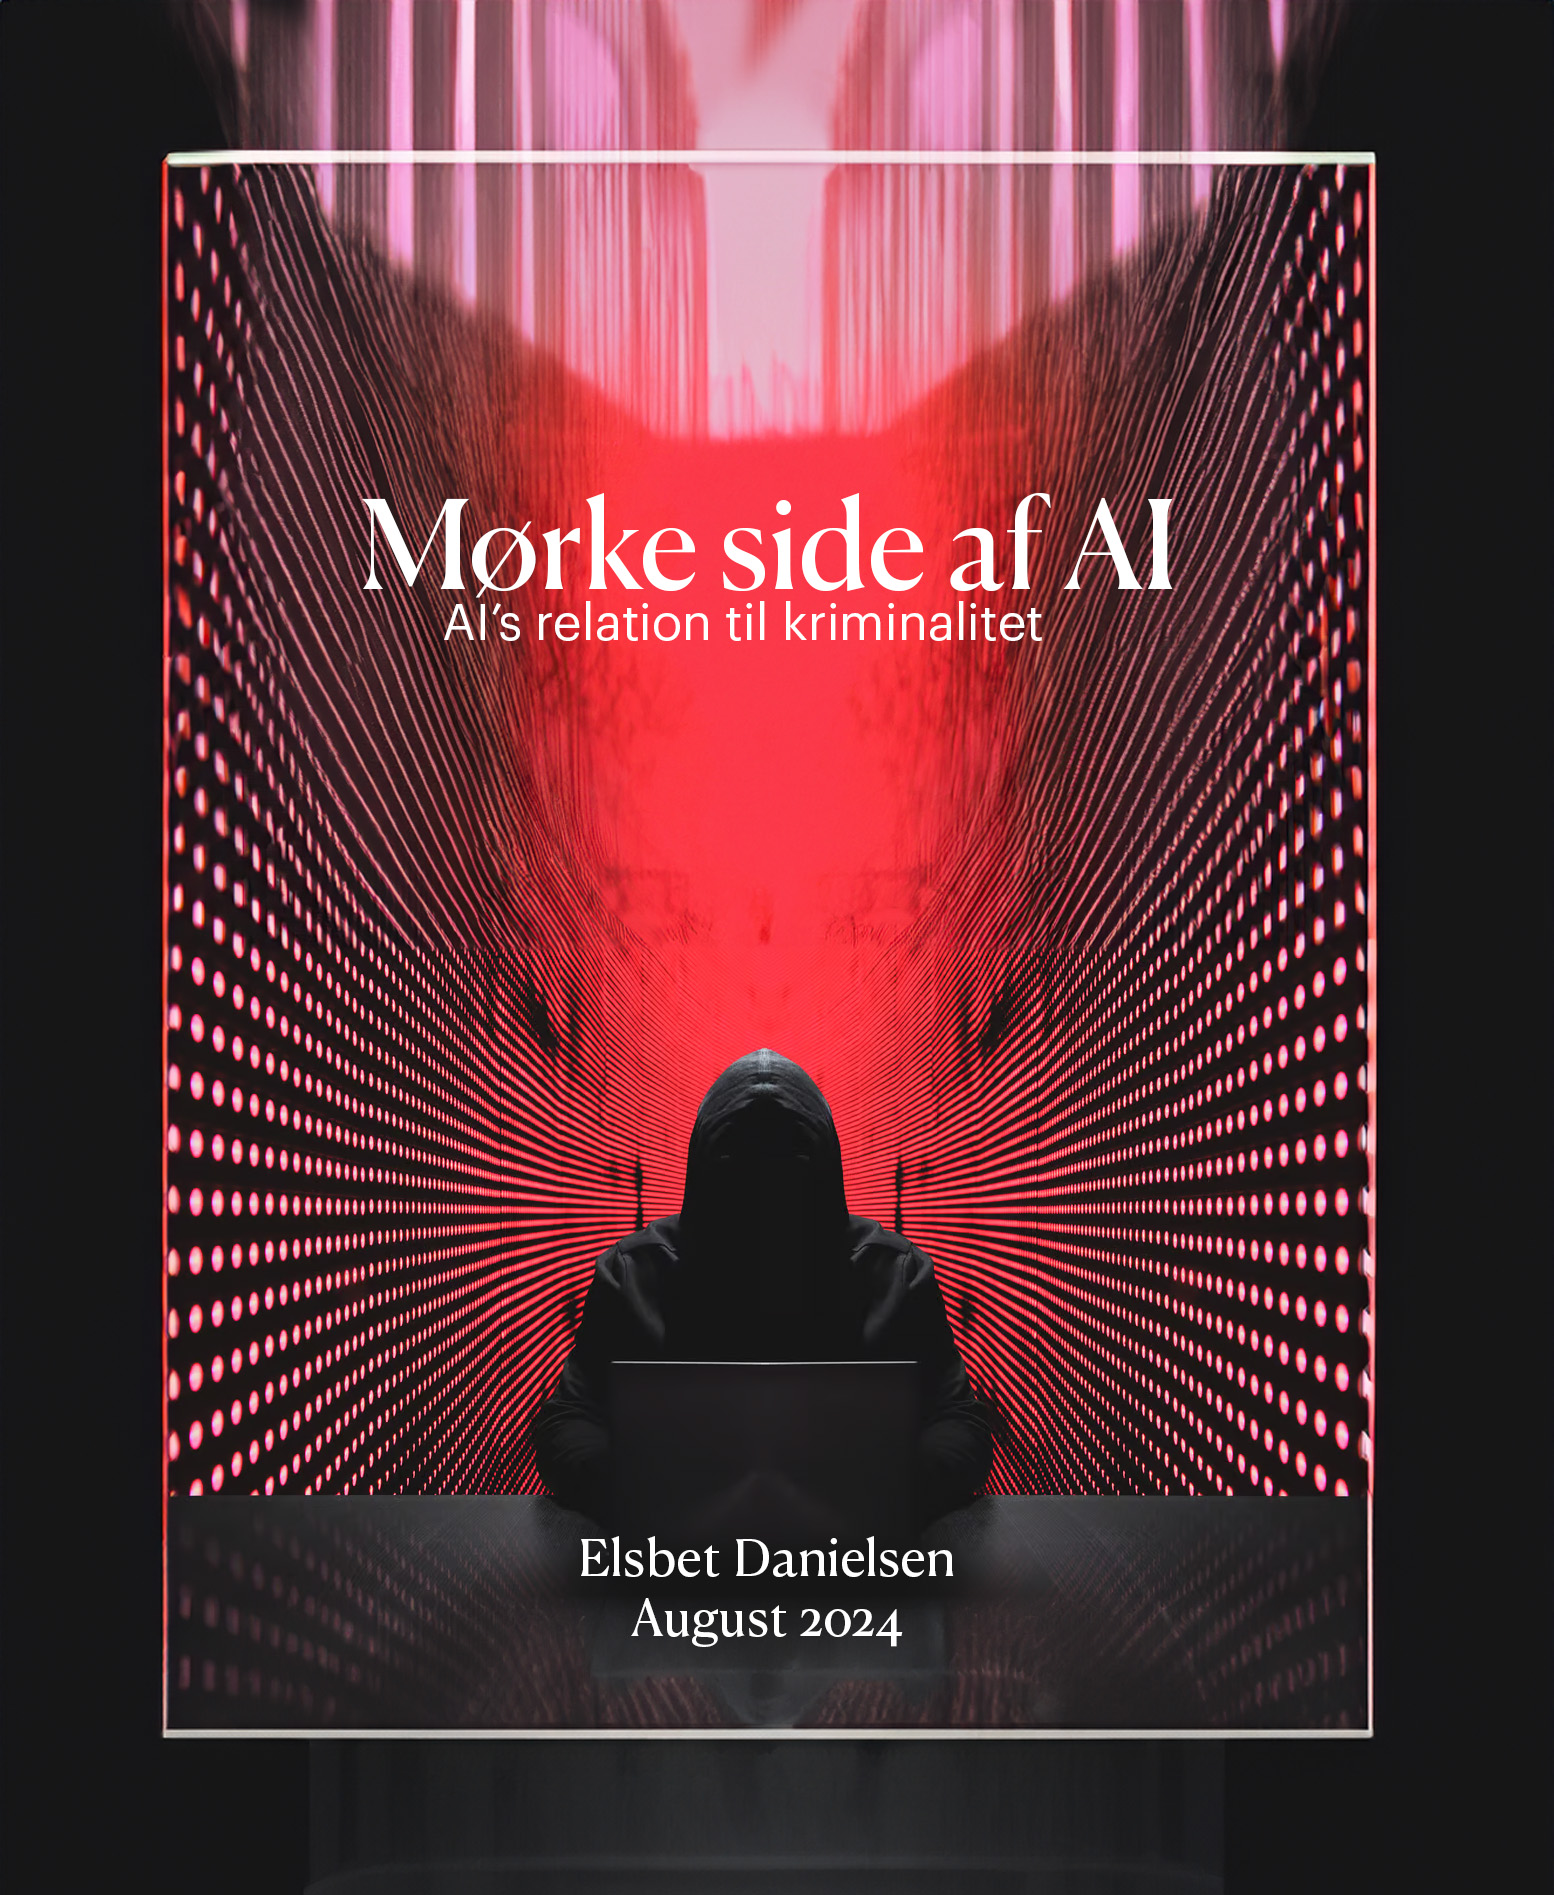 Mørke side af AI
AI's relation til kriminalitet
Elsbet Danielsen
August 2024